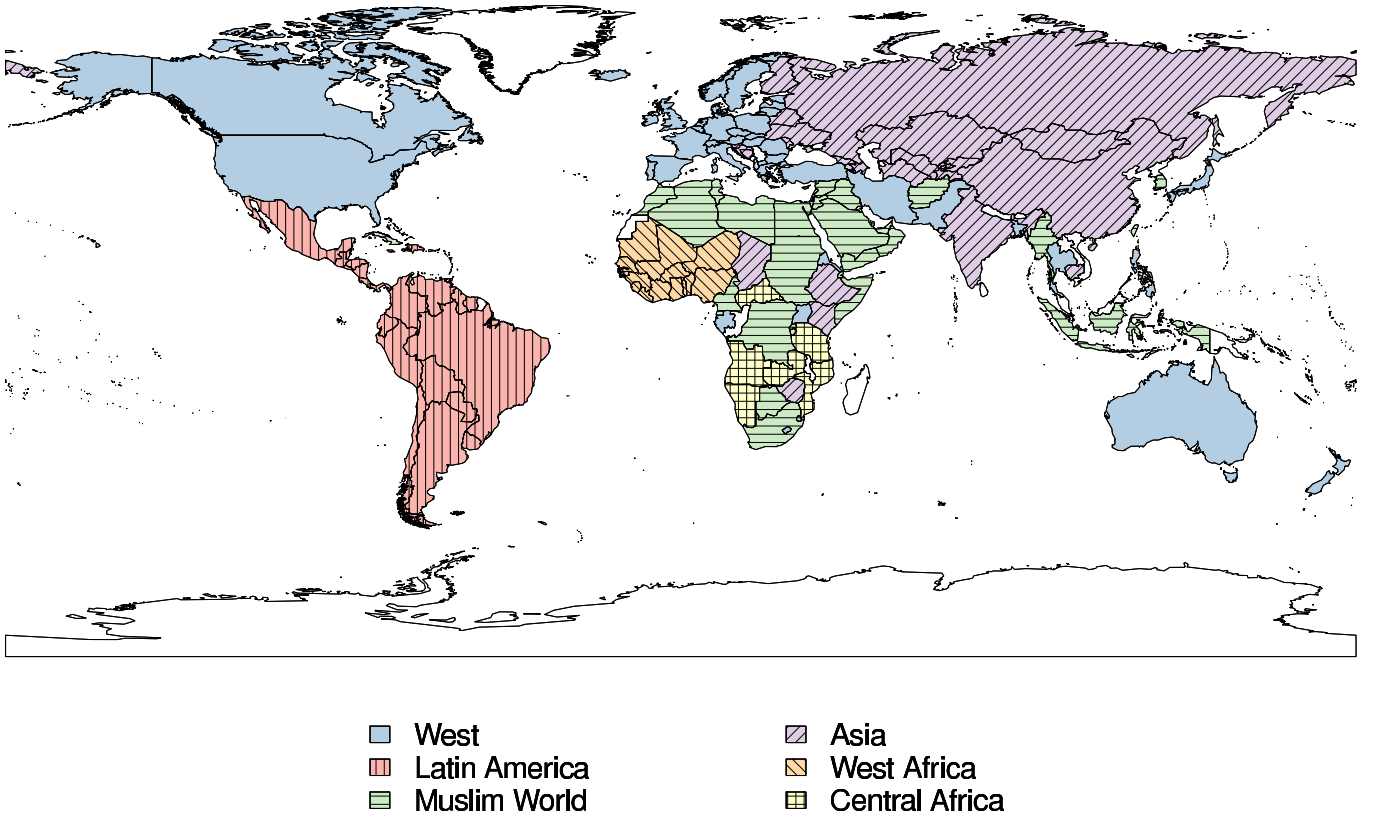 West
Latin America
Muslim World
Asia
West Africa
Central Africa